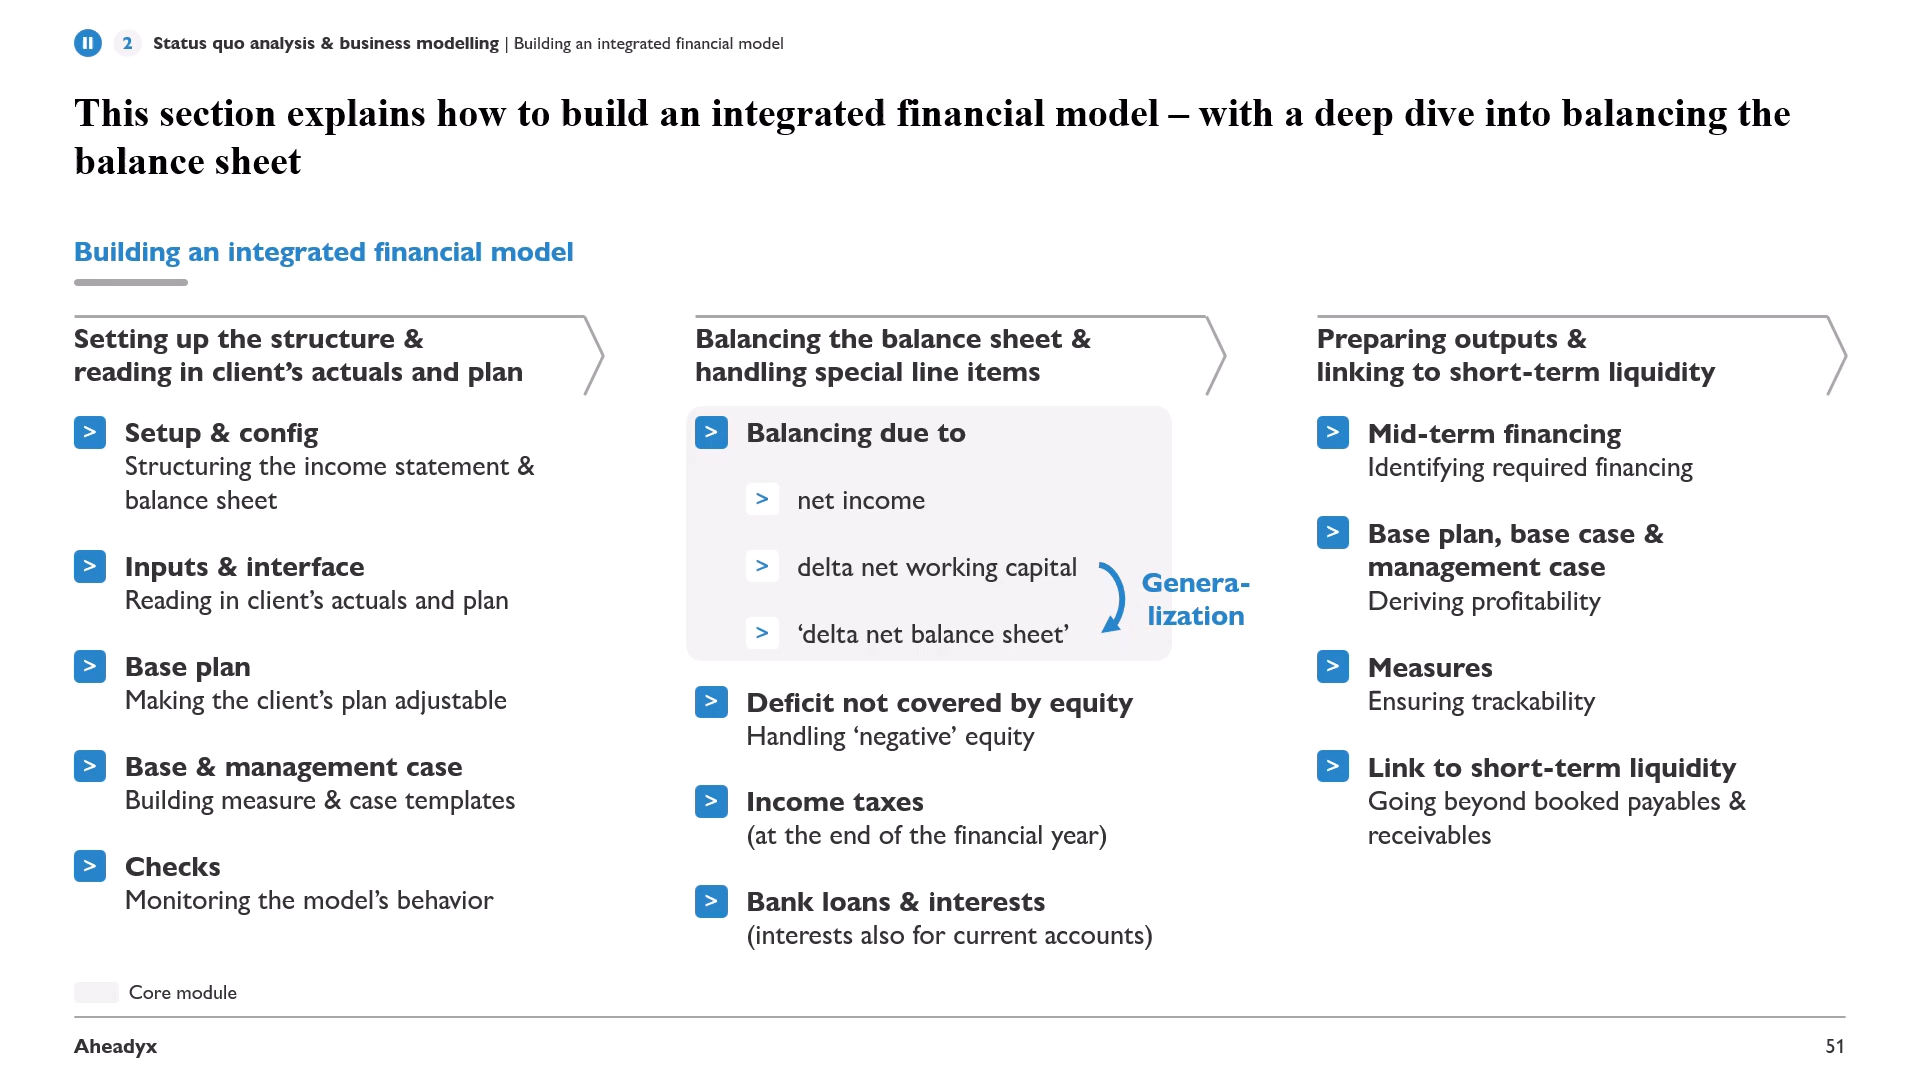 2 Status quo analysis & business modelling | Building an integrated financial model
This section explains how to build an integrated financial model – with a deep dive into balancing the
balance sheet
Building an integrated financial model
Setting up the structure &
reading in client’s actuals and plan
> Setup & config
Structuring the income statement &
balance sheet
> Inputs & interface
Reading in client’s actuals and plan
> Base plan
Making the client’s plan adjustable
> Base & management case
Building measure & case templates
> Checks
Monitoring the model’s behavior
Balancing the balance sheet &
handling special line items
> Balancing due to
> net income
> delta net working capital
> ‘delta net balance sheet’
Genera-
lization
> Deficit not covered by equity
Handling ‘negative’ equity
> Income taxes
(at the end of the financial year)
> Bank loans & interests
(interests also for current accounts)
Preparing outputs &
linking to short-term liquidity
> Mid-term financing
Identifying required financing
> Base plan, base case &
management case
Deriving profitability
> Measures
Ensuring trackability
> Link to short-term liquidity
Going beyond booked payables &
receivables
Core module
Aheadyx
51